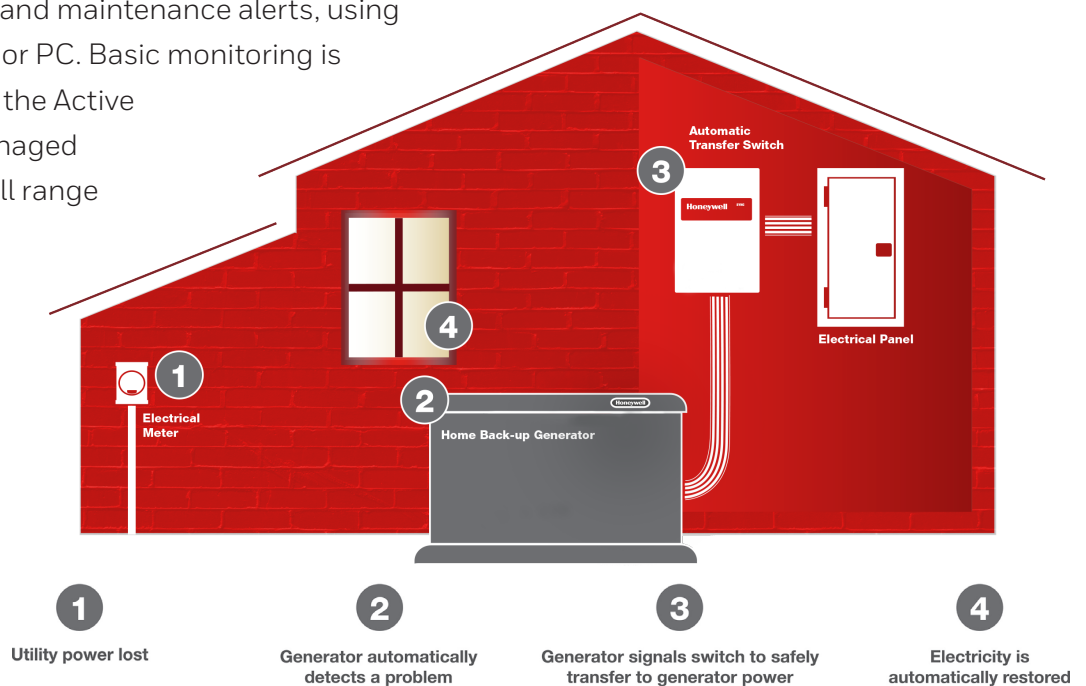 and maintenance alerts, using
or PC. Basic monitoring is
the Active
naged
ll range
Automatic
Transfer Switch
3
Honeywell
Electrical Panel
4
1
Electrical
Meter
2
Honeywell
Home Back-up Generator
1
Utility power lost
2
Generator automatically
detects a problem
3
Generator signals switch to safely
transfer to generator power
4
Electricity is
automatically restored